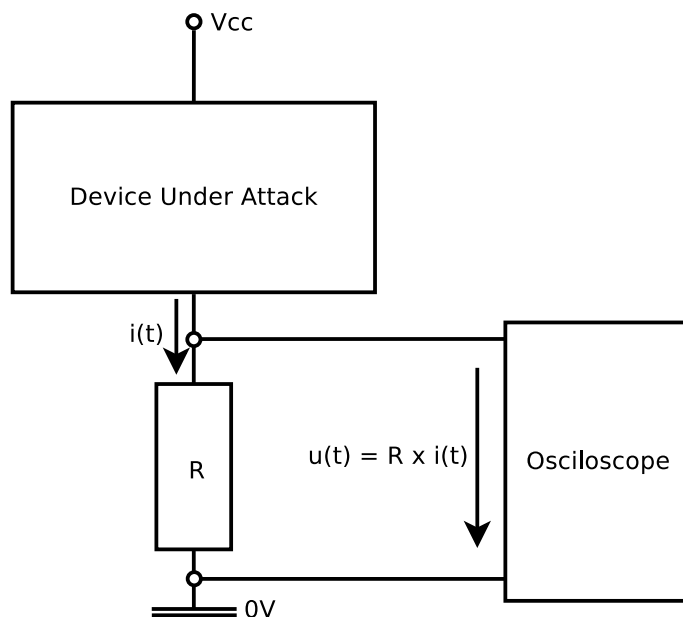 Vcc
Device Under Attack
i(t)
R
u(t) = R x i(t)
Osciloscope
0V